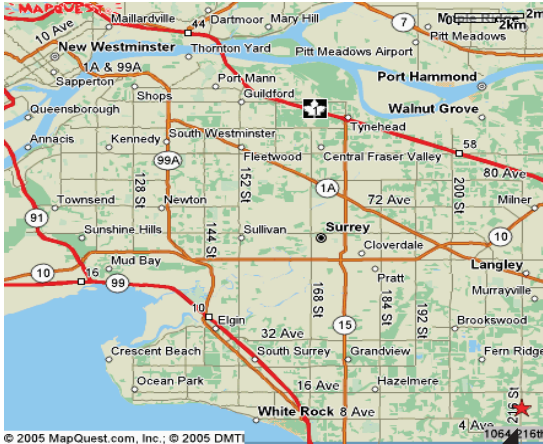 MAPQUEST
Maillardville
44
Dartmoor
Mary Hill
7
2m
2km
10 Ave
New Westminster
Thornton Yard
Pitt Meadows Airport
Pitt Meadows
1A & 99A
Sapperton
Port Mann
Port Hammond
Shops
Guildford
Queensborough
Walnut Grove
Tynehead
Annacis
Kennedy
South Westminster
58
99A
Fleetwood
Central Fraser Valley
80 Ave
128 St
152 St
1A
72 Ave
200 St
Townsend
Newton
Milner
91
144 St
Sunshine Hills
Sullivan
Surrey
10
Cloverdale
10
16
Mud Bay
99
Langley
Pratt
168 St
184 St
192 St
Murrayville
10
Elgin
32 Ave
15
Brookswood
Crescent Beach
South Surrey
Grandview
Fern Ridge
Ocean Park
16 Ave
Hazelmere
216 St
White Rock
8 Ave
4 Ave
1064 216th
© 2005 MapQuest.com, Inc.; © 2005 DMTI